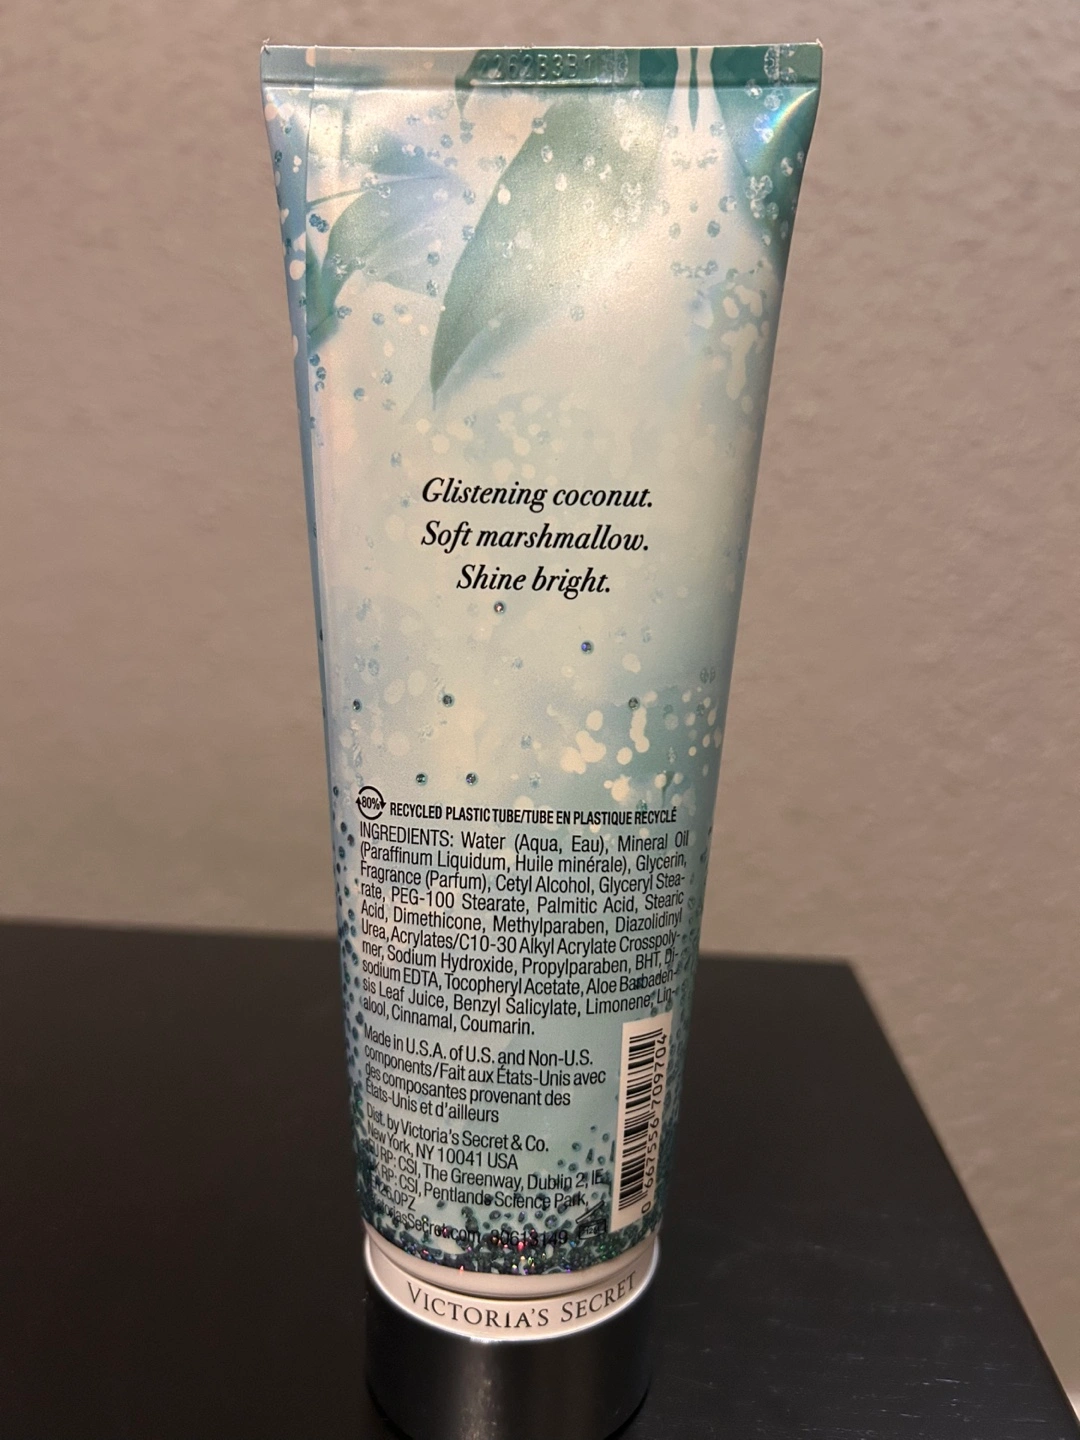 2262B3B1
Glistening coconut.
Soft marshmallow.
Shine bright.
80%
RECYCLED PLASTIC TUBE/TUBE EN PLASTIQUE RECYCLÉ
INGREDIENTS: Water (Aqua, Eau), Mineral Oil
(Paraffinum Liquidum, Huile minérale), Glycerin,
Fragrance (Parfum), Cetyl Alcohol, Glyceryl Stea-
rate, PEG-100 Stearate, Palmitic Acid, Stearic
Acid, Dimethicone, Methylparaben, Diazolidinyl
Urea, Acrylates/C10-30 Alkyl Acrylate Crosspoly-
mer, Sodium Hydroxide, Propylparaben, BHT, Di-
sodium EDTA, Tocopheryl Acetate, Aloe Barbaden-
sis Leaf Juice, Benzyl Salicylate, Limonene, Lin-
alool, Cinnamal, Coumarin.
Made in U.S.A. of U.S. and Non-U.S.
components/Fait aux États-Unis avec
des composantes provenant des
États-Unis et d'ailleurs
Dist. by Victoria's Secret & Co.
New York, NY 10041 USA
RP: CSI, The Greenway, Dublin 2, IE
RP: CSI, Pentlands Science Park,
0PZ
80613149
0 667556 709704
VICTORIA'S SECRET